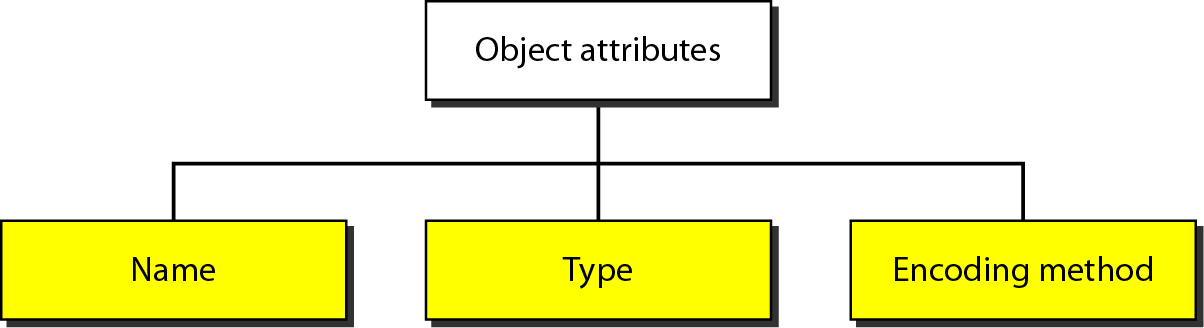 Object attributes
Name
Type
Encoding method